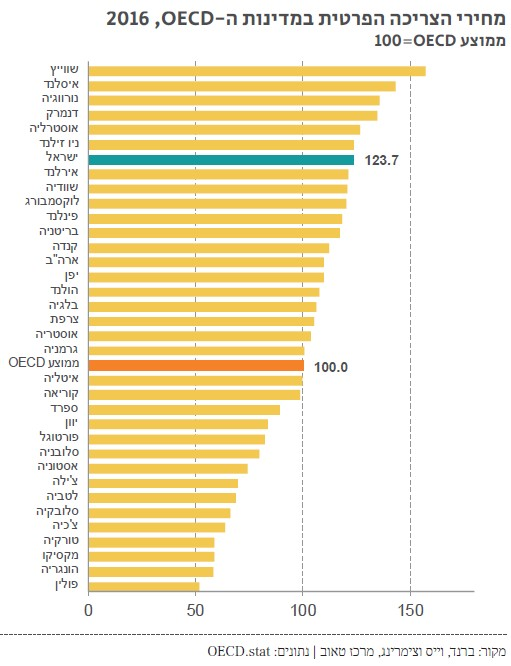 מחירי הצריכה הפרטית במדינות ה-OECD, 2016
ממוצע OECD=100
שווייץ
איסלנד
נורווגיה
דנמרק
אוסטרליה
ניו זילנד
ישראל 123.7
אירלנד
שוודיה
לוקסמבורג
פינלנד
בריטניה
קנדה
ארה"ב
יפן
הולנד
בלגיה
צרפת
אוסטריה
גרמניה
ממוצע OECD 100.0
איטליה
קוריאה
ספרד
יוון
פורטוגל
סלובניה
אסטוניה
צ'ילה
לטביה
סלובקיה
צ'כיה
טורקיה
מקסיקו
הונגריה
פולין
0 50 100 150
מקור: ברנד, וייס וצימרינג, מרכז טאוב | נתונים: OECD.stat